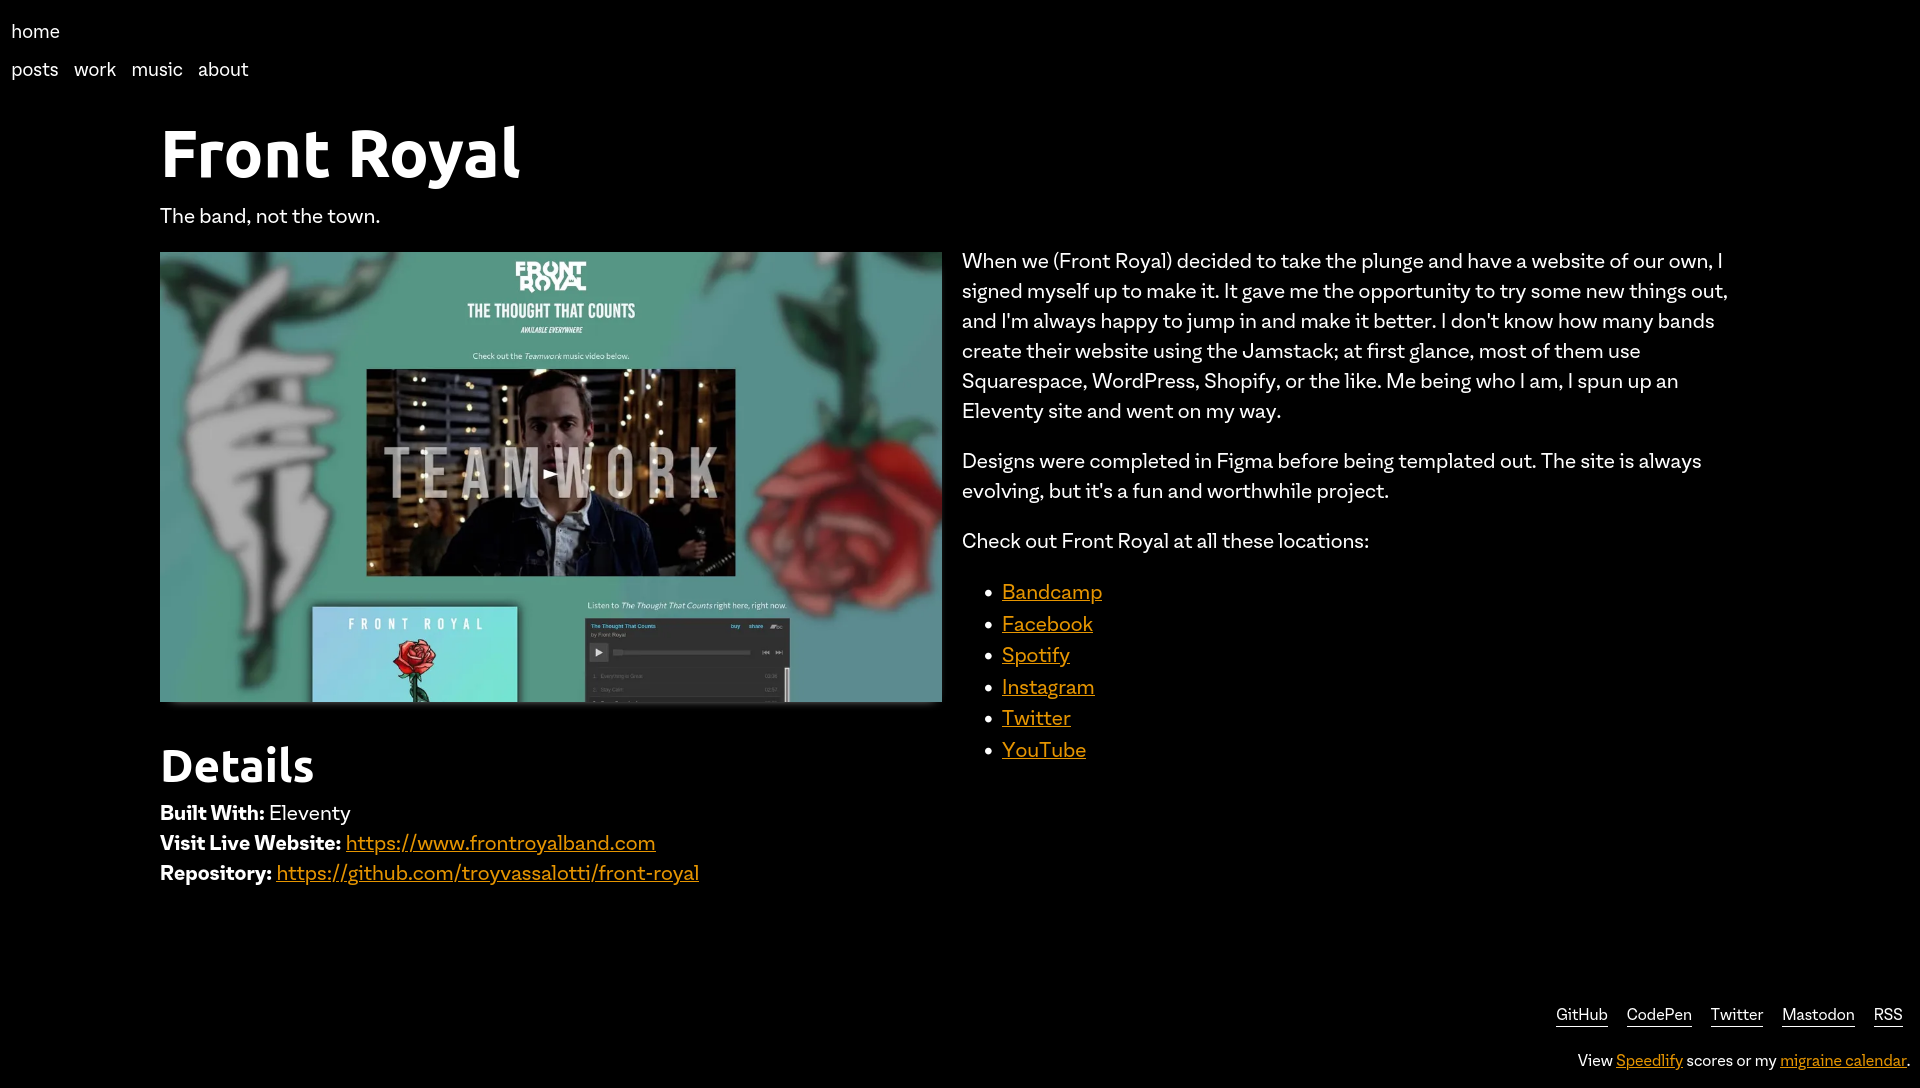 home
posts work music about
Front Royal
The band, not the town.
FRONT
ROYAL
THE THOUGHT THAT COUNTS
AVAILABLE EVERYWHERE
Check out the Teamwork music video below.
TEAMWORK
FRONT ROYAL
Listen to The Thought That Counts right here, right now.
The Thought That Counts
buy share
by Front Royal
When we (Front Royal) decided to take the plunge and have a website of our own, I
signed myself up to make it. It gave me the opportunity to try some new things out,
and I'm always happy to jump in and make it better. I don't know how many bands
create their website using the Jamstack; at first glance, most of them use
Squarespace, WordPress, Shopify, or the like. Me being who I am, I spun up an
Eleventy site and went on my way.
Designs were completed in Figma before being templated out. The site is always
evolving, but it's a fun and worthwhile project.
Check out Front Royal at all these locations:
• Bandcamp
• Facebook
• Spotify
• Instagram
• Twitter
• YouTube
Details
Built With: Eleventy
Visit Live Website: https://www.frontroyalband.com
Repository: https://github.com/troyvassalotti/front-royal
GitHub CodePen Twitter Mastodon RSS
View Speedlify scores or my migraine calendar.